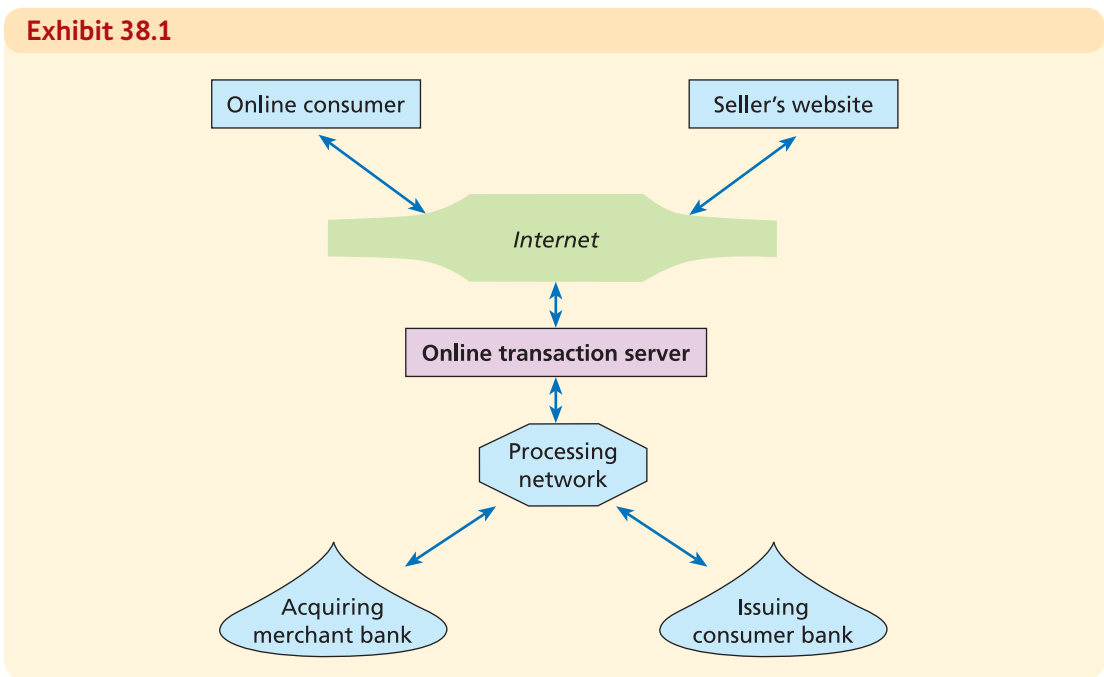 Exhibit 38.1
Online consumer
Seller's website
Internet
Online transaction server
Processing
network
Acquiring
merchant bank
Issuing
consumer bank